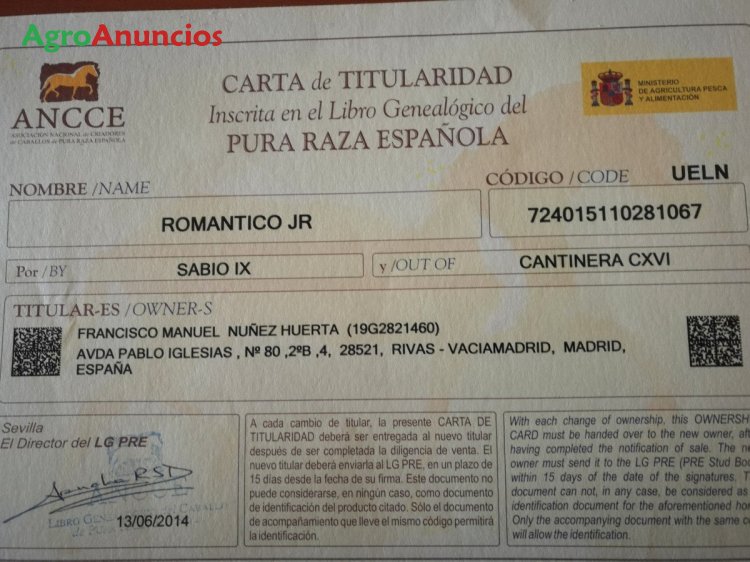 AgroAnuncios
ANCCE
ASOCIACIÓN NACIONAL DE CRIADORES
DE CABALLOS DE PURA RAZA ESPAÑOLA
CARTA de TITULARIDAD
Inscrita en el Libro Genealógico del
PURA RAZA ESPAÑOLA
MINISTERIO
DE AGRICULTURA PESCA
Y ALIMENTACIÓN
NOMBRE /NAME
CÓDIGO /CODE UELN
ROMANTICO JR
724015110281067
Por /BY SABIO IX
y /OUT OF CANTINERA CXVI
TITULAR-ES /OWNER-S
FRANCISCO MANUEL NUÑEZ HUERTA (19G2821460)
AVDA PABLO IGLESIAS , Nº 80 ,2ºB ,4, 28521, RIVAS - VACIAMADRID, MADRID,
ESPAÑA
Sevilla
El Director del LG PRE
ANCCE
13/06/2014
A cada cambio de titular, la presente CARTA DE
TITULARIDAD deberá ser entregada al nuevo titular
después de ser completada la diligencia de venta. El
nuevo titular deberá enviarla al LG PRE, en un plazo de
15 días desde la fecha de su firma. Este documento no
puede considerarse, en ningún caso, como documento
de identificación del producto citado. Sólo el documento
de acompañamiento que lleve el mismo código permitirá
la identificación.
With each change of ownership, this OWNERSH
CARD must be handed over to the new owner, aft
having completed the notification of sale. The ne
owner must send it to the LG PRE (PRE Stud Boo
within 15 days of the date of the signatures. T
document can not, in any case, be considered as
identification document for the aforementioned hor
Only the accompanying document with the same co
will allow the identification.